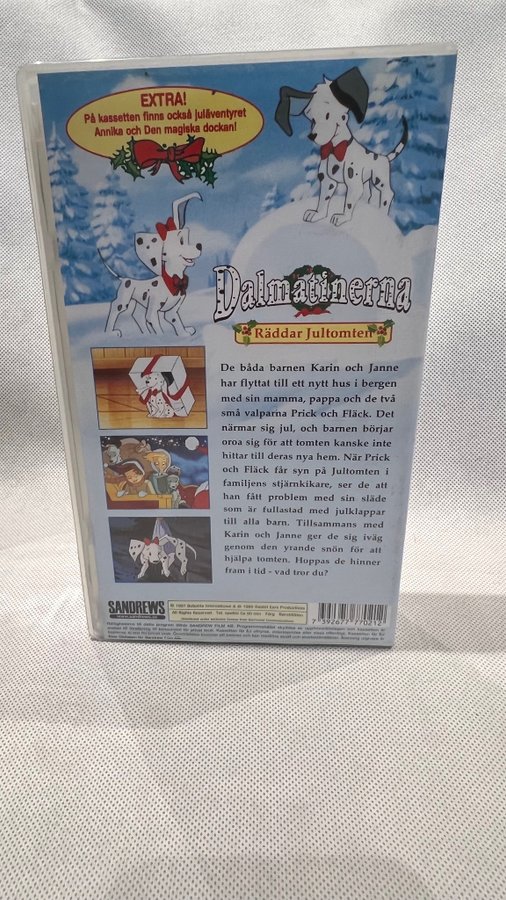 EXTRA!
På kassetten finns också juläventyret
Annika och Den magiska dockan!
Dalmatinerna
Räddar Jultomten
De båda barnen Karin och Janne
har flyttat till ett nytt hus i bergen
med sin mamma, pappa och de två
små valparna Prick och Fläck. Det
närmar sig jul, och barnen börjar
oroa sig för att tomten kanske inte
hittar till deras nya hem. När Prick
och Fläck får syn på Jultomten i
familjens stjärnkikare, ser de att
han fått problem med sin släde
som är fullastad med julklappar
till alla barn. Tillsammans med
Karin och Janne ger de sig iväg
genom den yrande snön för att
hjälpa tomten. Hoppas de hinner
fram i tid - vad tror du?
SANDREWS
All Rights Reserved
7 392677 770212